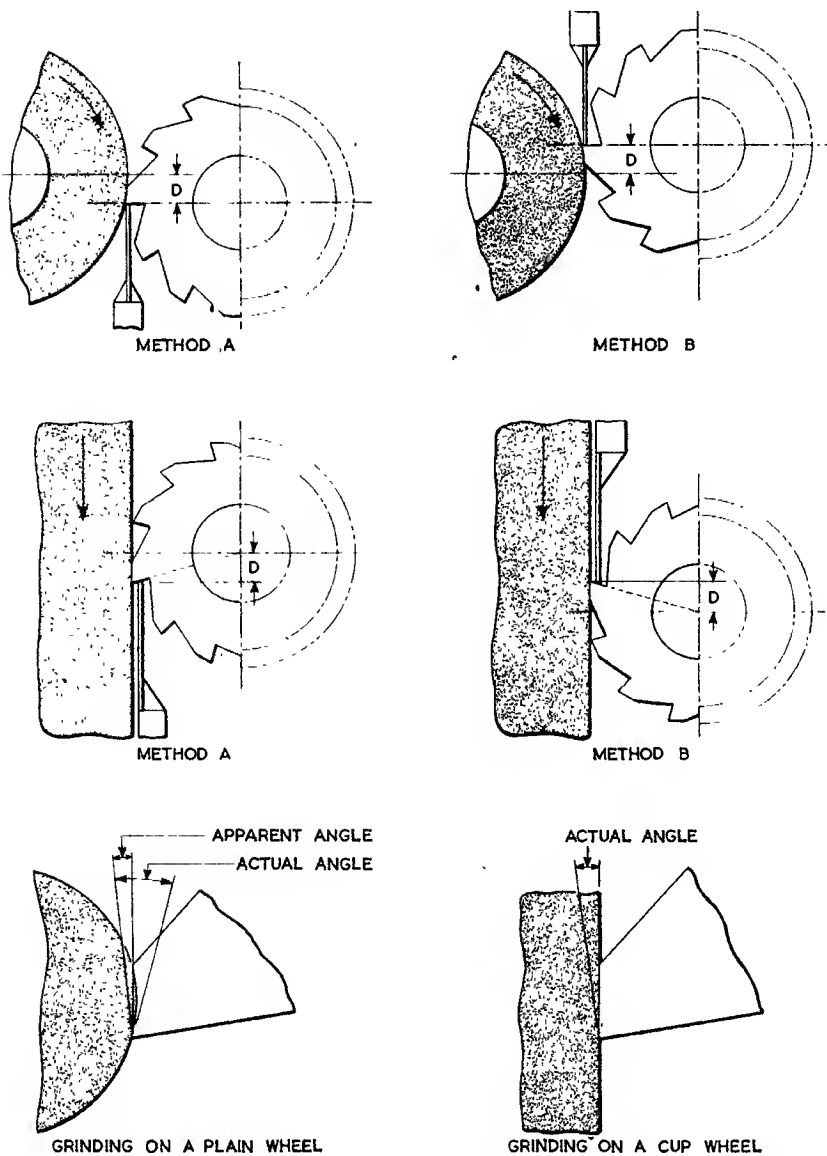 D
D
METHOD A
METHOD B
D
D
METHOD A
METHOD B
APPARENT ANGLE
ACTUAL ANGLE
ACTUAL ANGLE
GRINDING ON A PLAIN WHEEL
GRINDING ON A CUP WHEEL